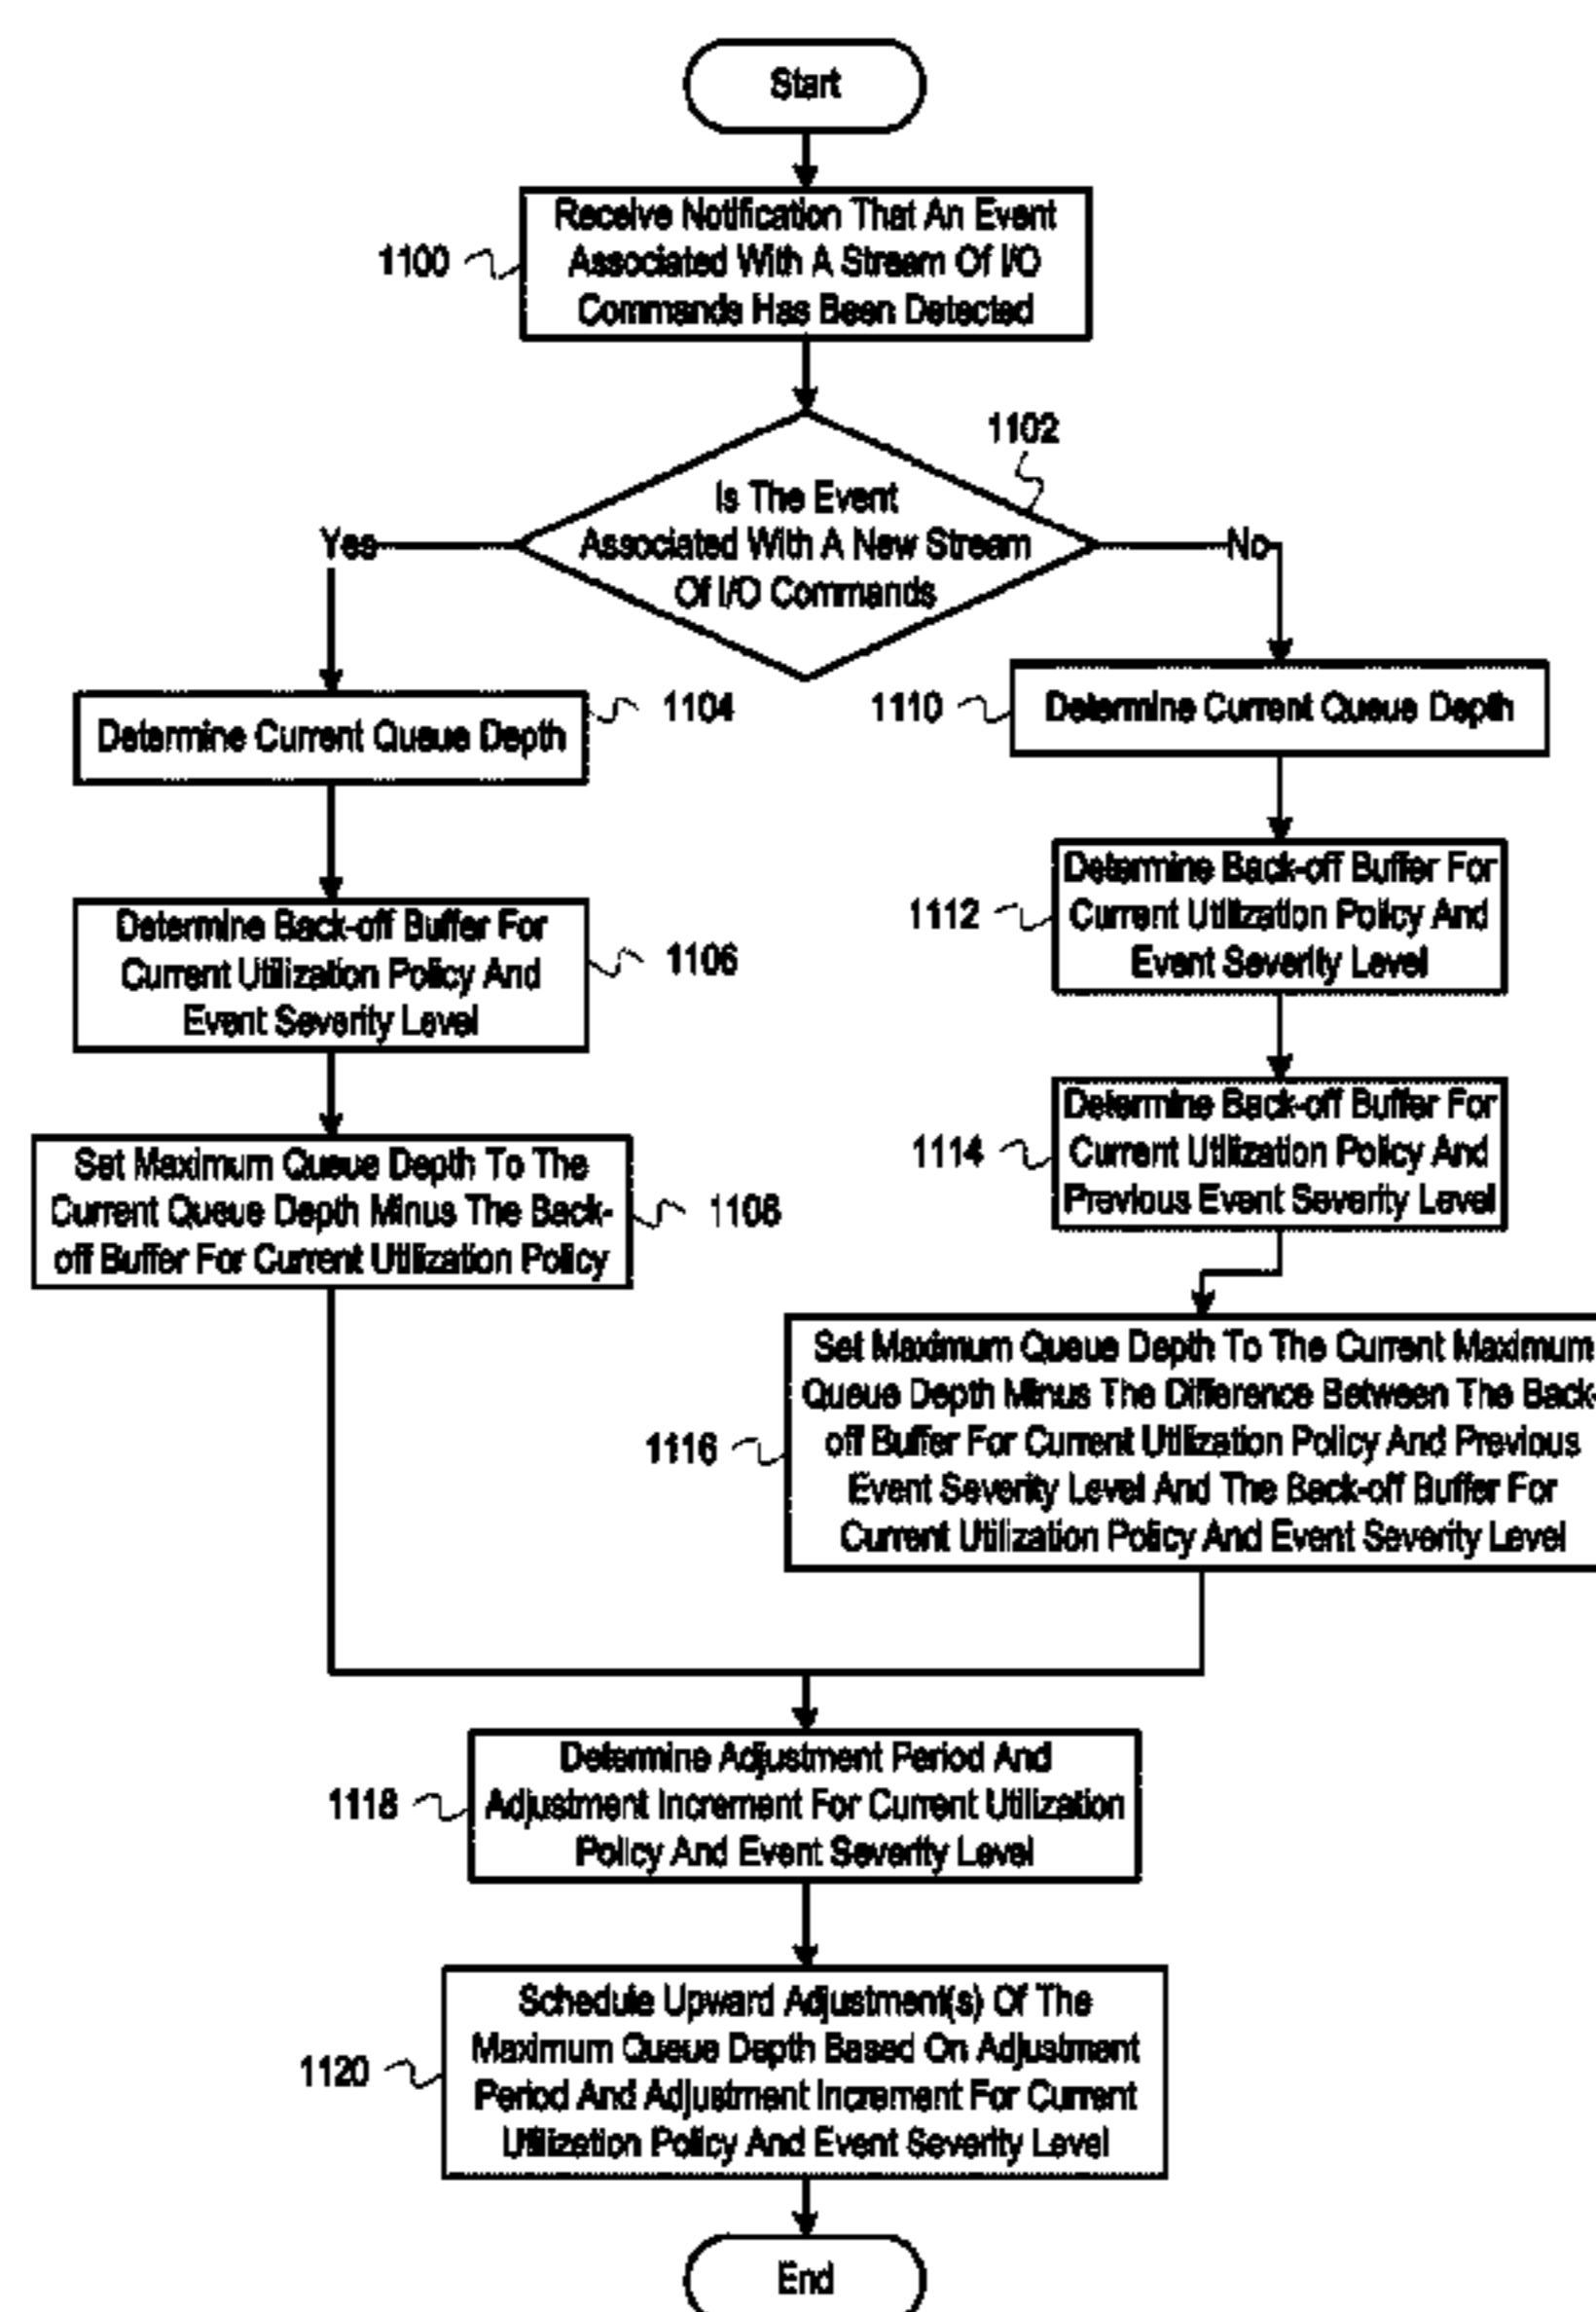 Start
Receive Notification That An Event
Associated With A Stream Of I/O
Commands Has Been Detected
1100
1102
Is The Event
Associated With A New Stream
Of I/O Commands
Yes
No
Determine Current Queue Depth
1104
1110
Determine Current Queue Depth
Determine Back-off Buffer For
Current Utilization Policy And
Event Severity Level
1106
1112
Determine Back-off Buffer For
Current Utilization Policy And
Event Severity Level
Set Maximum Queue Depth To The
Current Queue Depth Minus The Back-
off Buffer For Current Utilization Policy
1108
1114
Determine Back-off Buffer For
Current Utilization Policy And
Previous Event Severity Level
1116
Set Maximum Queue Depth To The Current Maximum
Queue Depth Minus The Difference Between The Back-
off Buffer For Current Utilization Policy And Previous
Event Severity Level And The Back-off Buffer For
Current Utilization Policy And Event Severity Level
1118
Determine Adjustment Period And
Adjustment Increment For Current Utilization
Policy And Event Severity Level
1120
Schedule Upward Adjustment(s) Of The
Maximum Queue Depth Based On Adjustment
Period And Adjustment Increment For Current
Utilization Policy And Event Severity Level
End